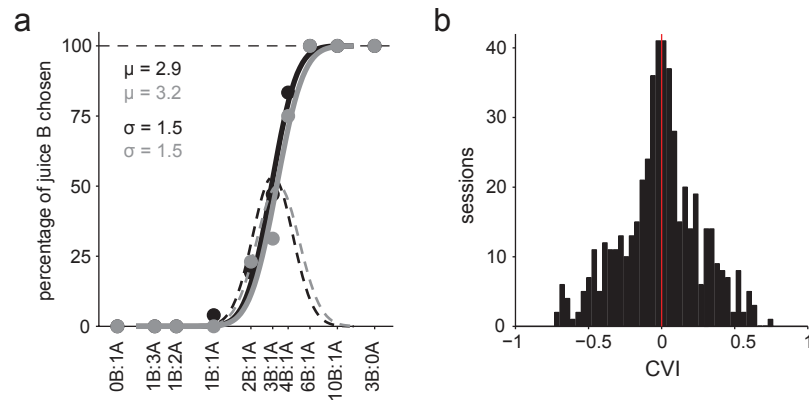 a
percentage of juice B chosen
100
75
50
25
0
μ = 2.9
μ = 3.2
σ = 1.5
σ = 1.5
0B:1A
1B:3A
1B:2A
1B:1A
2B:1A
3B:1A
4B:1A
6B:1A
10B:1A
3B:0A
b
sessions
40
30
20
10
0
−1
−0.5
0
0.5
1
CVI